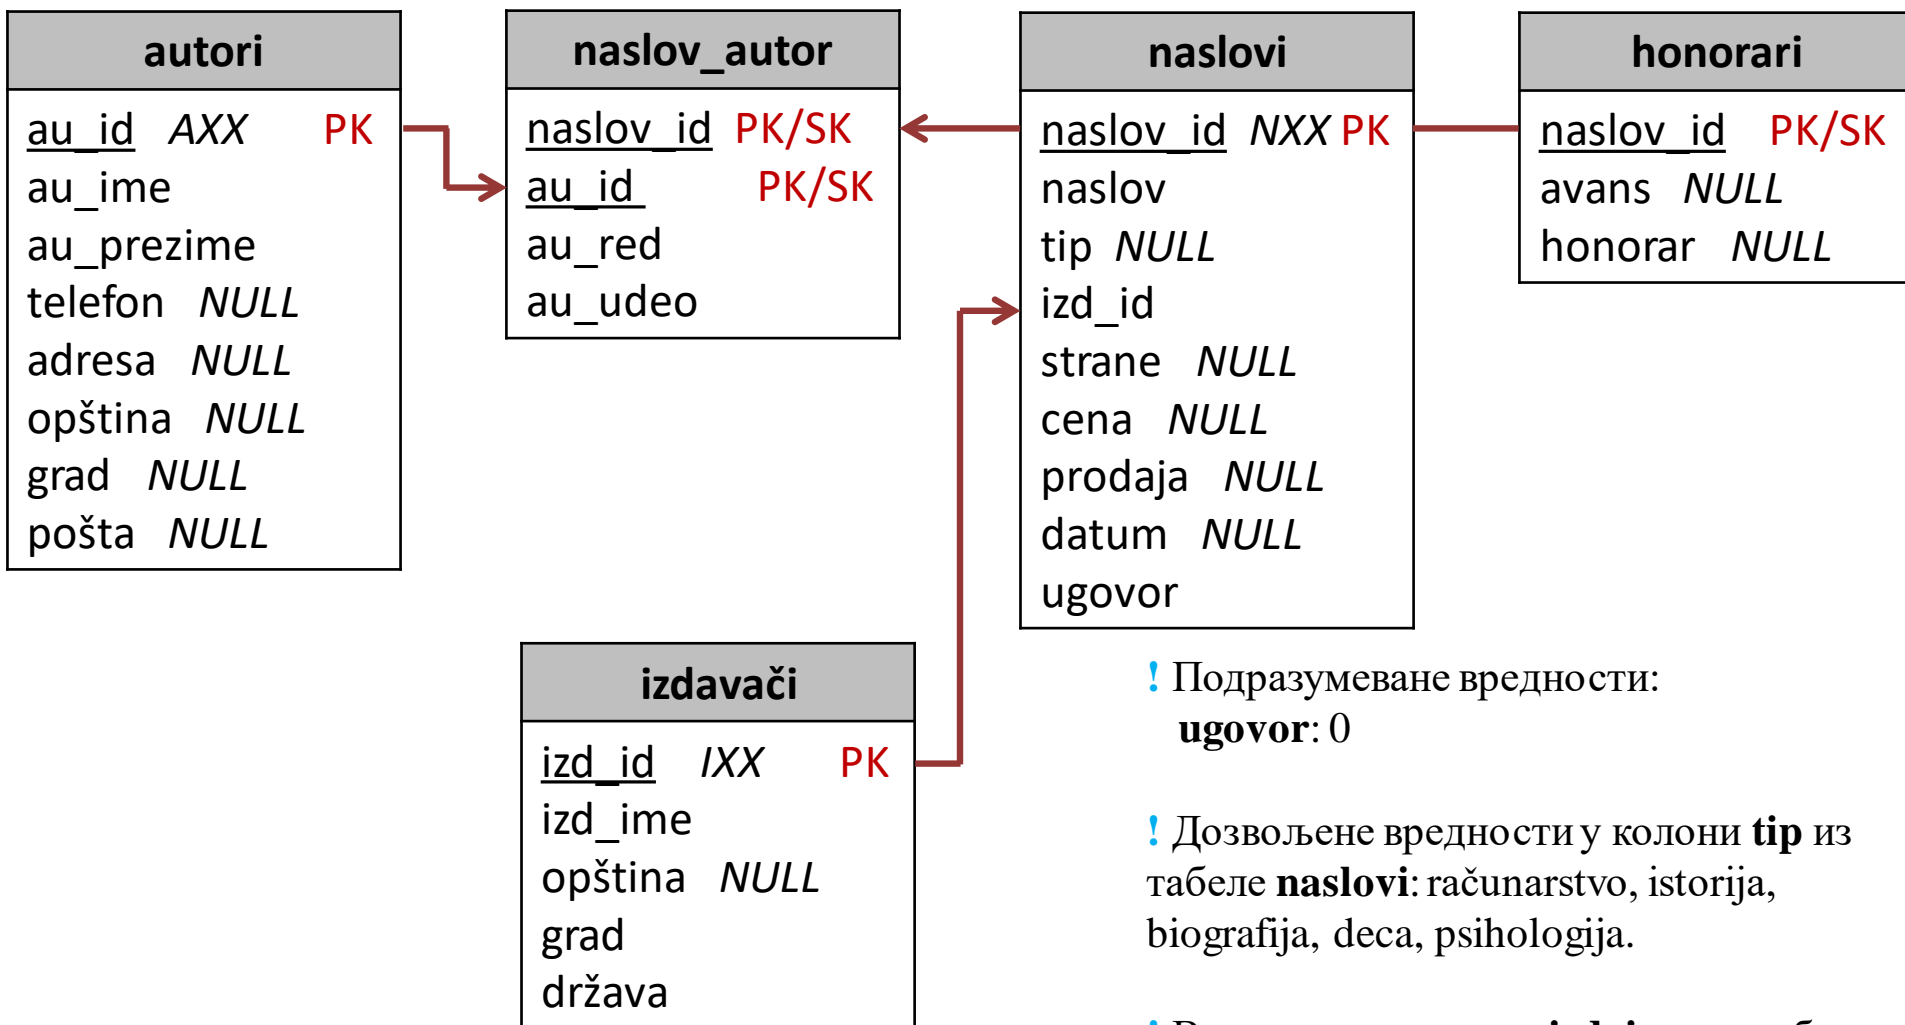 autori
au_id AXX PK
au_ime
au_prezime
telefon NULL
adresa NULL
opština NULL
grad NULL
pošta NULL
naslov_autor
naslov_id PK/SK
au_id PK/SK
au_red
au_udeo
naslovi
naslov_id NXX PK
naslov
tip NULL
izd_id
strane NULL
cena NULL
prodaja NULL
datum NULL
ugovor
honorari
naslov_id PK/SK
avans NULL
honorar NULL
izdavači
izd_id IXX PK
izd_ime
opština NULL
grad
država
! Подразумеване вредности:
ugovor: 0
! Дозвољене вредности у колони tip из
табеле naslovi: računarstvo, istorija,
biografija, deca, psihologija.